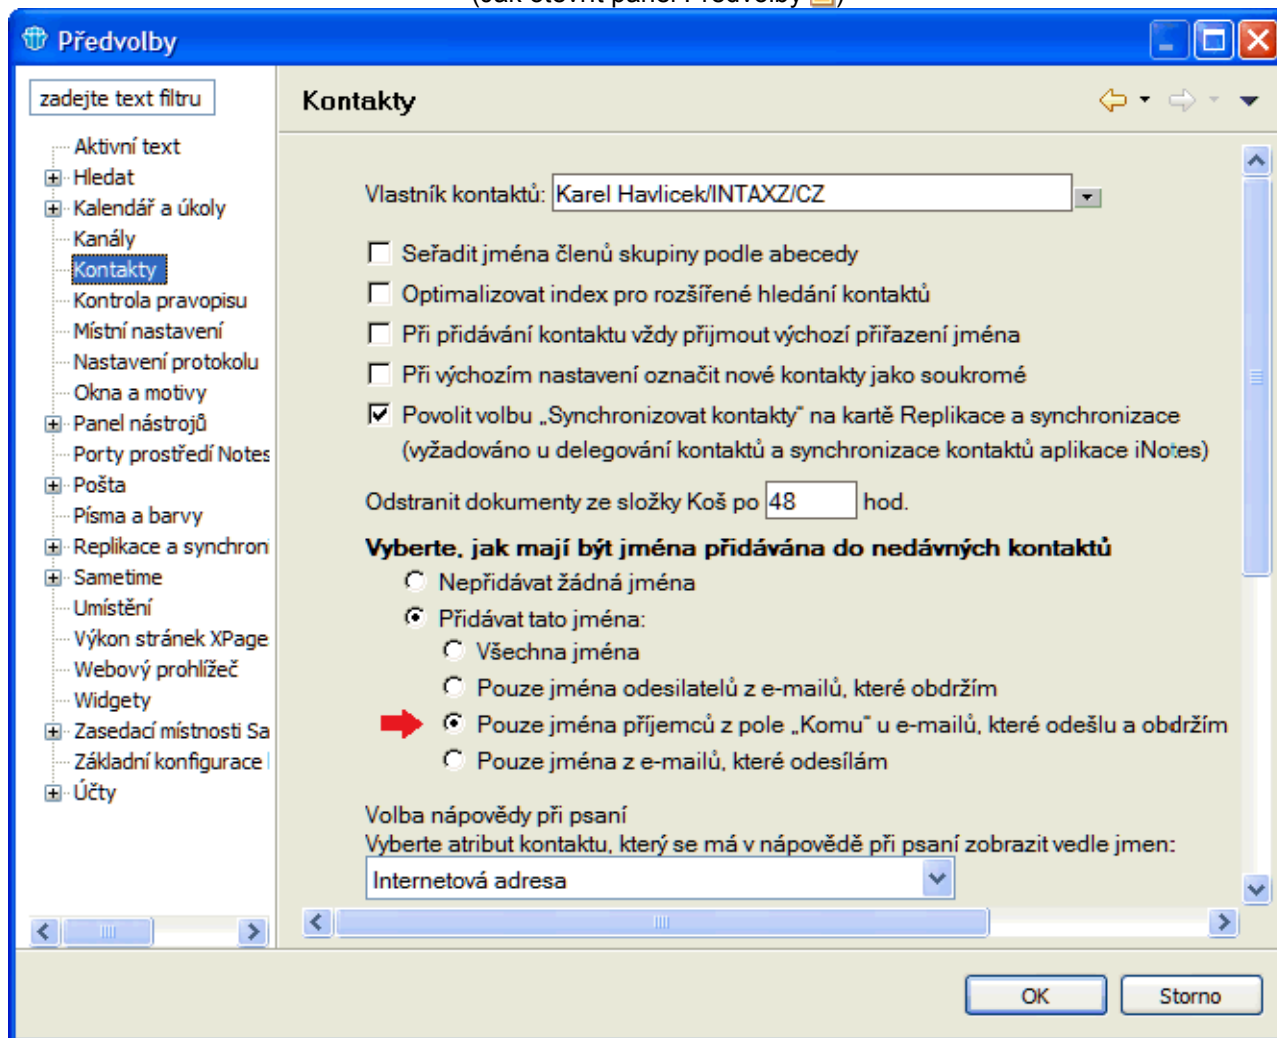 (Jak otevřít panel Předvolby)
Předvolby
zadejte text filtru
Aktivní text
Hledat
Kalendář a úkoly
Kanály
Kontakty
Kontrola pravopisu
Místní nastavení
Nastavení protokolu
Okna a motivy
Panel nástrojů
Porty prostředí Notes
Pošta
Písma a barvy
Replikace a synchroni
Sametime
Umístění
Výkon stránek XPage
Webový prohlížeč
Widgety
Zasedací místnosti Sa
Základní konfigurace
Účty
Kontakty
Vlastník kontaktů: Karel Havlicek/INTAXZ/CZ
Seřadit jména členů skupiny podle abecedy
Optimalizovat index pro rozšířené hledání kontaktů
Při přidávání kontaktu vždy přijmout výchozí přiřazení jména
Při výchozím nastavení označit nové kontakty jako soukromé
Povolit volbu „Synchronizovat kontakty“ na kartě Replikace a synchronizace
(vyžadováno u delegování kontaktů a synchronizace kontaktů aplikace iNotes)
Odstranit dokumenty ze složky Koš po 48 hod.
Vyberte, jak mají být jména přidávána do nedávných kontaktů
Nepřidávat žádná jména
Přidávat tato jména:
Všechna jména
Pouze jména odesilatelů z e-mailů, které obdržím
Pouze jména příjemců z pole „Komu“ u e-mailů, které odešlu a obdržím
Pouze jména z e-mailů, které odesílám
Volba nápovědy při psaní
Vyberte atribut kontaktu, který se má v nápovědě při psaní zobrazit vedle jmen:
Internetová adresa
OK
Storno